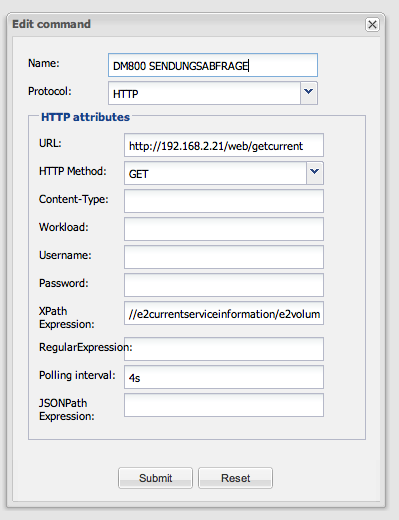 Edit command
Name: DM800 SENDUNGSABFRAGE
Protocol: HTTP
HTTP attributes
URL: http://192.168.2.21/web/getcurrent
HTTP Method: GET
Content-Type:
Workload:
Username:
Password:
XPath
Expression: //e2currentserviceinformation/e2volum
RegularExpression:
Polling interval: 4s
JSONPath
Expression:
Submit Reset